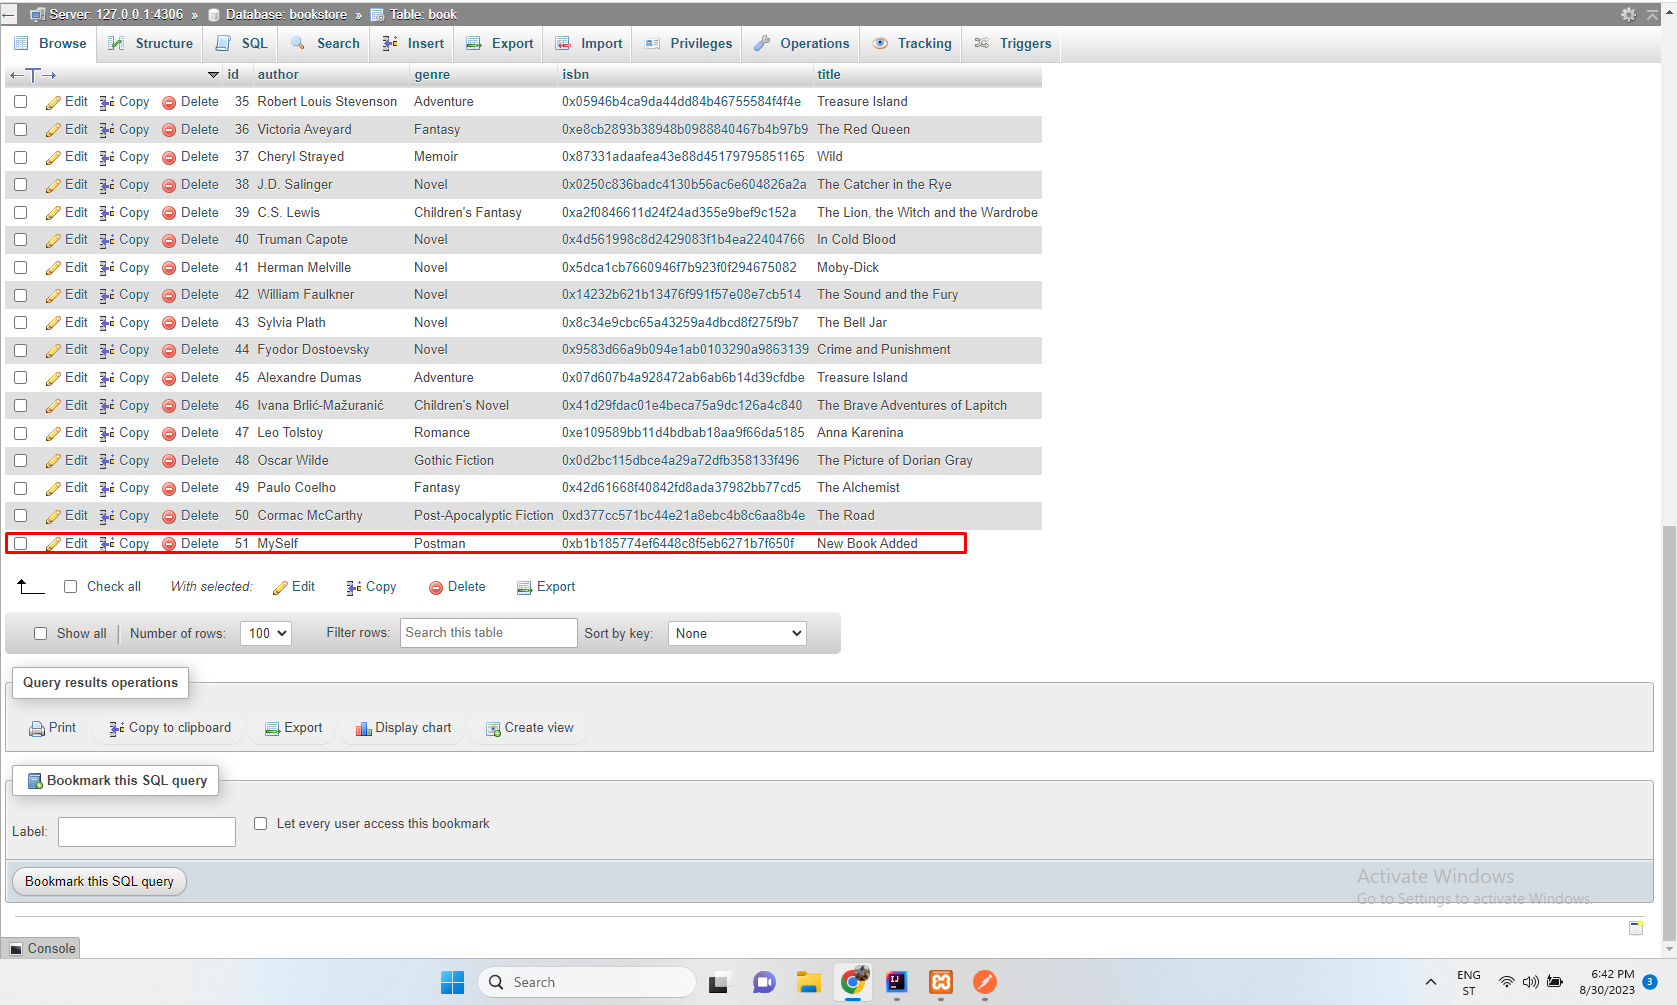 Server: 127.0.0.1:4306 » Database: bookstore » Table: book
Browse Structure SQL Search Insert Export Import Privileges Operations Tracking Triggers
id author genre isbn title
Edit Copy Delete 35 Robert Louis Stevenson Adventure 0x05946b4ca9da44dd84b46755584f4f4e Treasure Island
Edit Copy Delete 36 Victoria Aveyard Fantasy 0xe8cb2893b38948b0988840467b4b97b9 The Red Queen
Edit Copy Delete 37 Cheryl Strayed Memoir 0x87331adaafea43e88d45179795851165 Wild
Edit Copy Delete 38 J.D. Salinger Novel 0x0250c836badc4130b56ac6e604826a2a The Catcher in the Rye
Edit Copy Delete 39 C.S. Lewis Children's Fantasy 0xa2f0846611d24f24ad355e9bef9c152a The Lion, the Witch and the Wardrobe
Edit Copy Delete 40 Truman Capote Novel 0x4d561998c8d2429083f1b4ea22404766 In Cold Blood
Edit Copy Delete 41 Herman Melville Novel 0x5dca1cb7660946f7b923f0f294675082 Moby-Dick
Edit Copy Delete 42 William Faulkner Novel 0x14232b621b13476f991f57e08e7cb514 The Sound and the Fury
Edit Copy Delete 43 Sylvia Plath Novel 0x8c34e9cbc65a43259a4dbcd8f275f9b7 The Bell Jar
Edit Copy Delete 44 Fyodor Dostoevsky Novel 0x9583d66a9b094e1ab0103290a9863139 Crime and Punishment
Edit Copy Delete 45 Alexandre Dumas Adventure 0x07d607b4a928472ab6ab6b14d39cfdbe Treasure Island
Edit Copy Delete 46 Ivana Brlić-Mažuranić Children's Novel 0x41d29fdac01e4beca75a9dc126a4c840 The Brave Adventures of Lapitch
Edit Copy Delete 47 Leo Tolstoy Romance 0xe109589bb11d4bdbab18aa9f66da5185 Anna Karenina
Edit Copy Delete 48 Oscar Wilde Gothic Fiction 0x0d2bc115dbce4a29a72dfb358133f496 The Picture of Dorian Gray
Edit Copy Delete 49 Paulo Coelho Fantasy 0x42d61668f40842fd8ada37982bb77cd5 The Alchemist
Edit Copy Delete 50 Cormac McCarthy Post-Apocalyptic Fiction 0xd377cc571bc44e21a8ebc4b8c6aa8b4e The Road
Edit Copy Delete 51 MySelf Postman 0xb1b185774ef6448c8f5eb6271b7f650f New Book Added
Check all With selected: Edit Copy Delete Export
Show all Number of rows: 100 Filter rows: Search this table Sort by key: None
Query results operations
Print Copy to clipboard Export Display chart Create view
Bookmark this SQL query
Label: Let every user access this bookmark
Bookmark this SQL query
Activate Windows
Go to Settings to activate Windows.
Console
Search ENG 6:42 PM 3
ST 8/30/2023